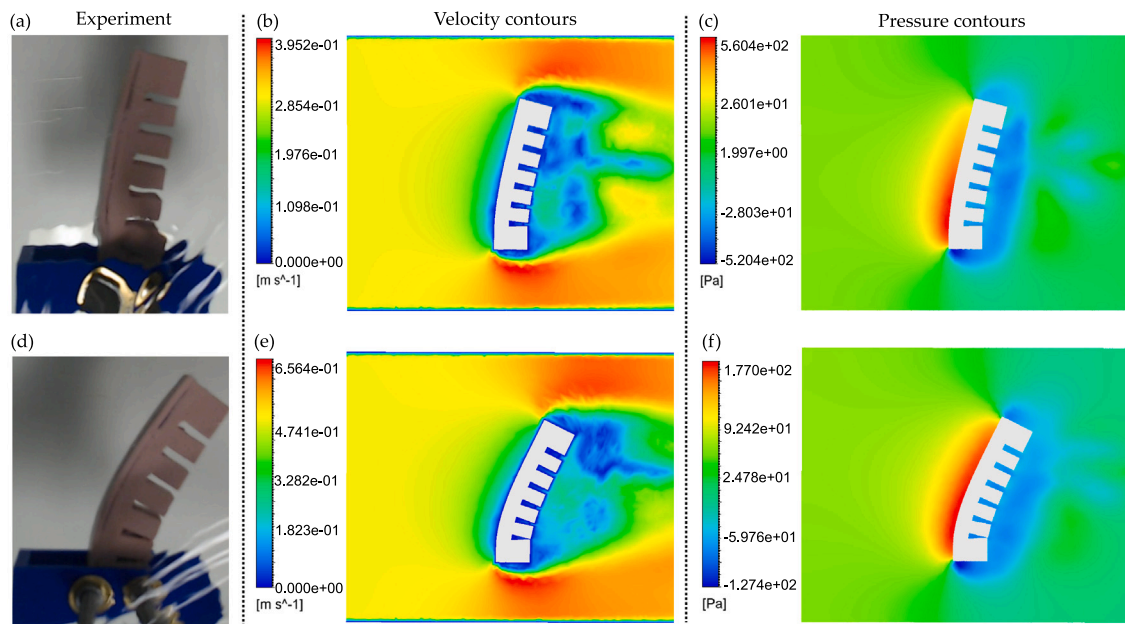 (a) Experiment (b) Velocity contours (c) Pressure contours
3.952e-01
2.854e-01
1.976e-01
1.098e-01
0.000e+00
[m s^-1]
5.604e+02
2.601e+01
1.997e+00
-2.803e+01
-5.204e+02
[Pa]
(d) (e) (f)
6.564e-01
4.741e-01
3.282e-01
1.823e-01
0.000e+00
[m s^-1]
1.770e+02
9.242e+01
2.478e+01
-5.976e+01
-1.274e+02
[Pa]